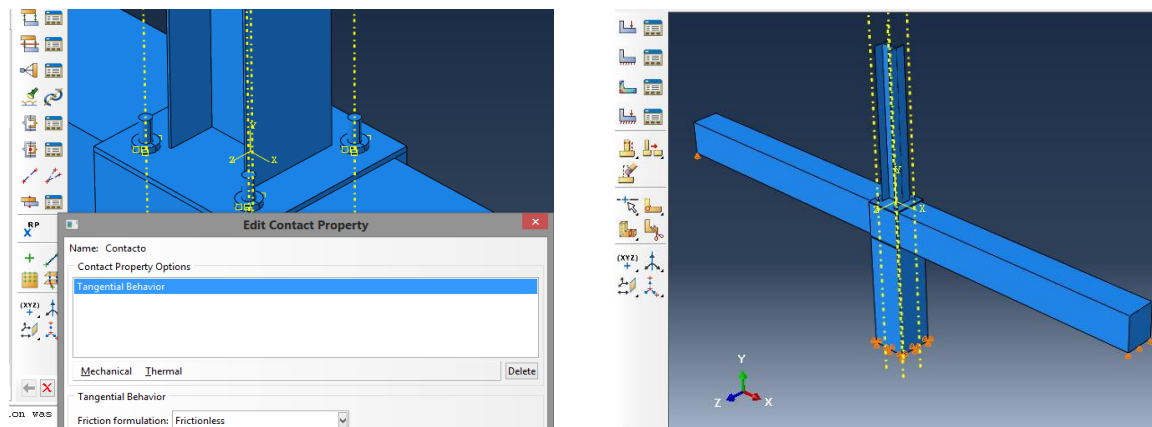 Y
Z
X
RP
X
Edit Contact Property
Name: Contacto
Contact Property Options
Tangential Behavior
(XYZ)
Mechanical Thermal
Delete
Tangential Behavior
.on was
Friction formulation: Frictionless
Y
Z
X
(XYZ)
Y
Z
X